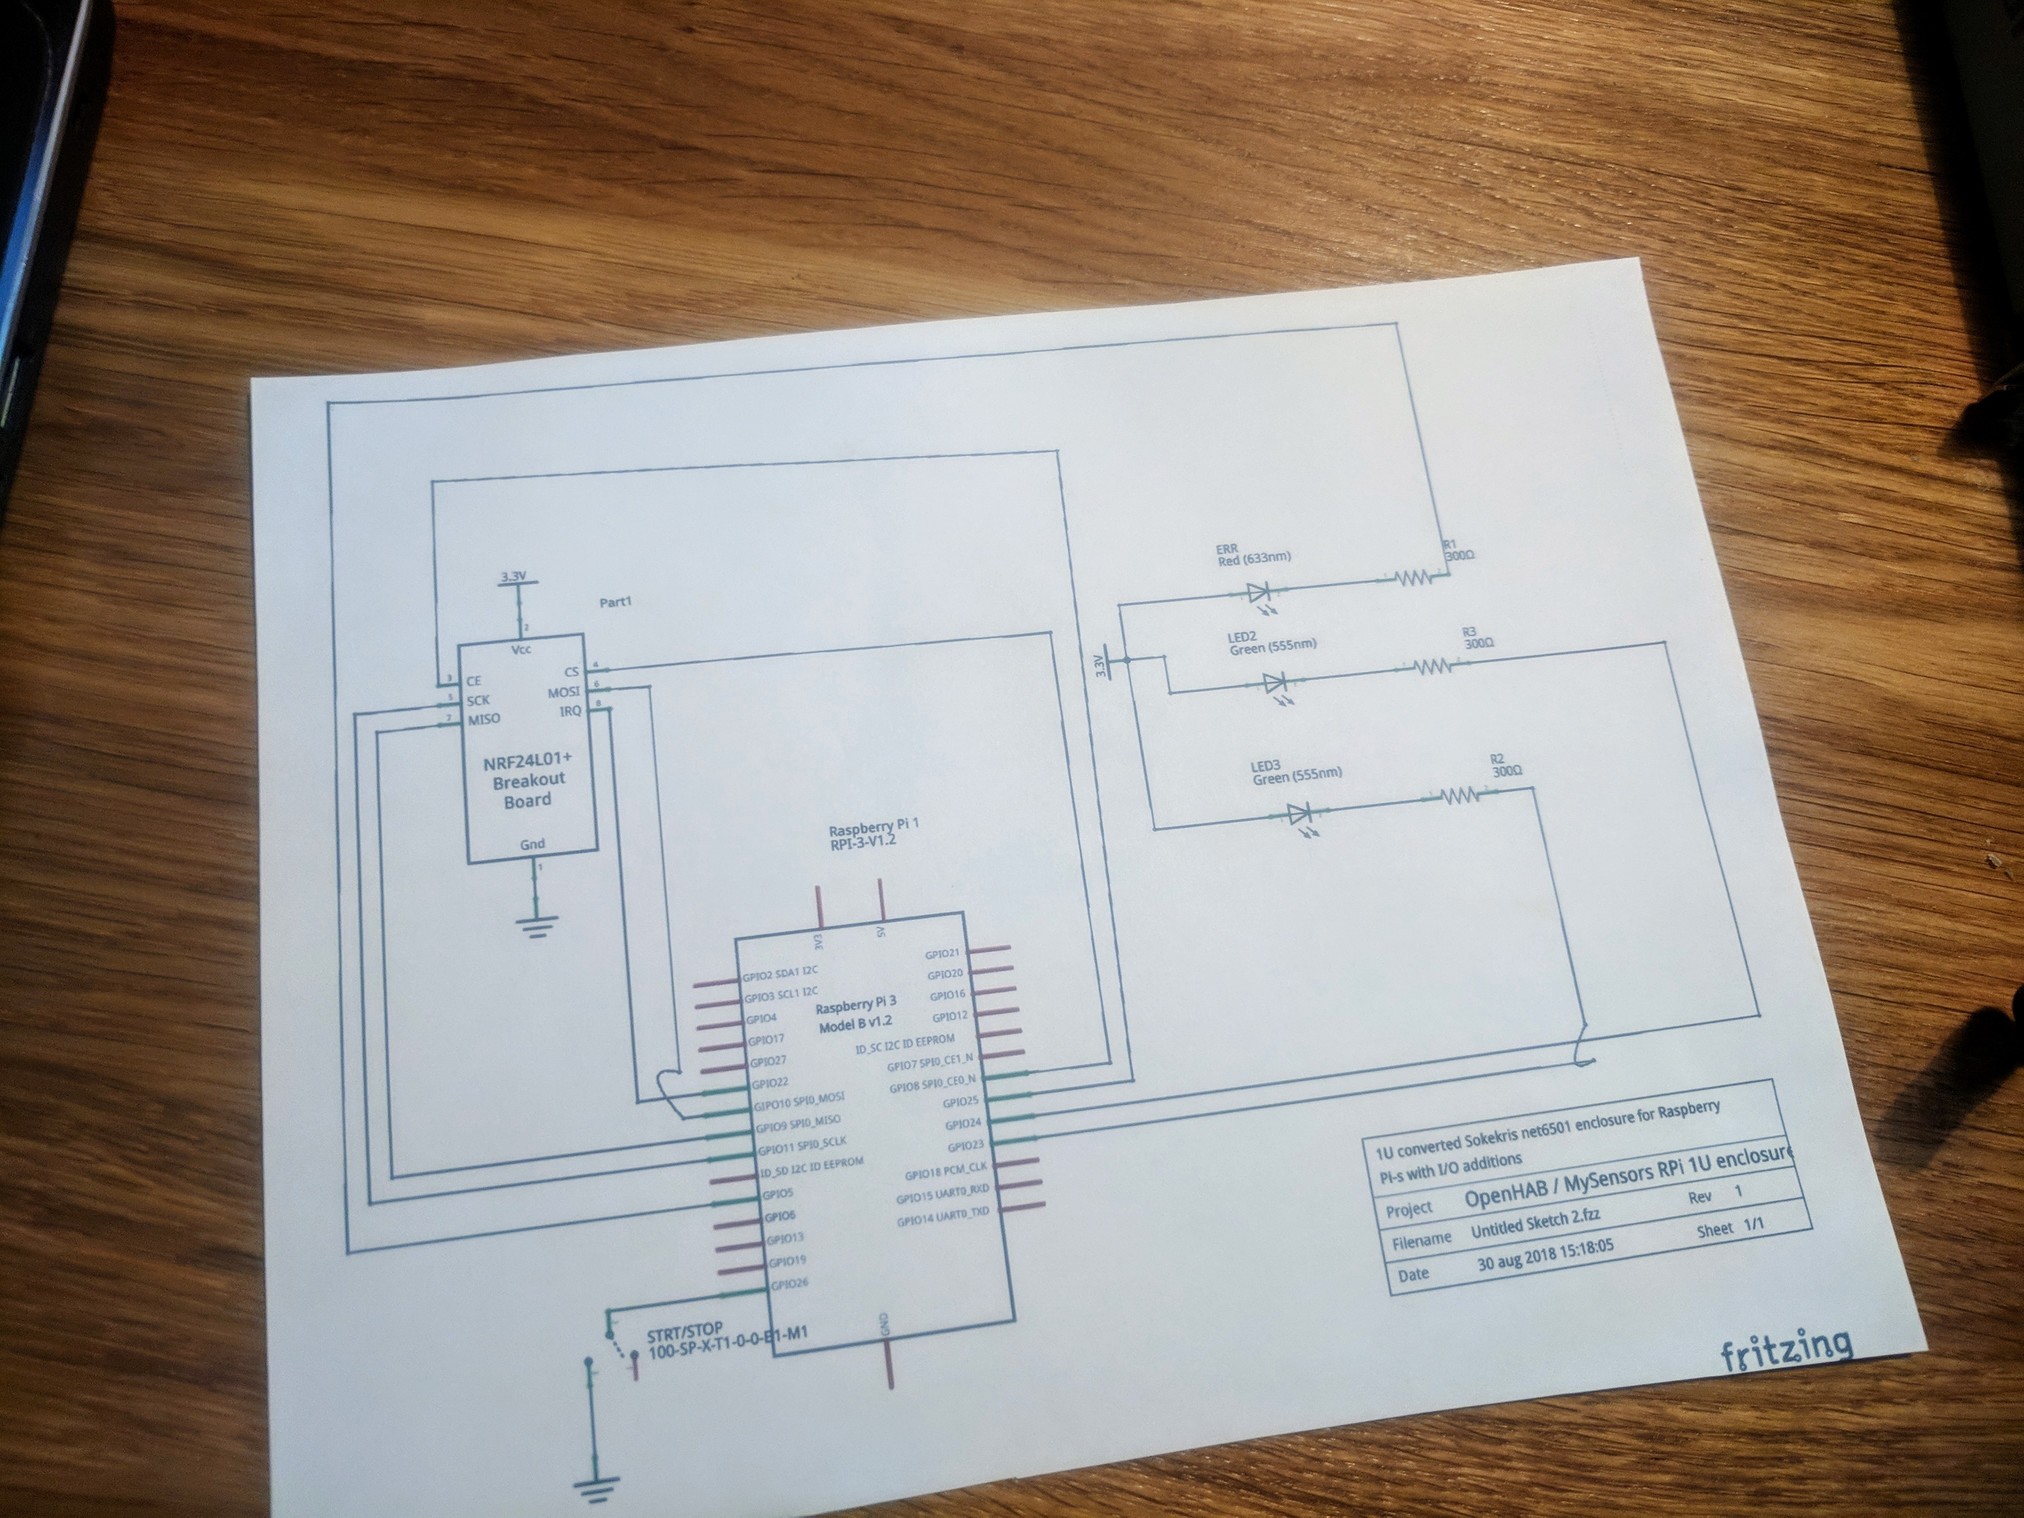 3.3V
Part1
2
Vcc
3
CE
5
SCK
7
MISO
4
CS
6
MOSI
8
IRQ
NRF24L01+
Breakout
Board
Gnd
1
ERR
Red (633nm)
R1
300Ω
3.3V
LED2
Green (555nm)
R3
300Ω
LED3
Green (555nm)
R2
300Ω
Raspberry Pi 1
RPI-3-V1.2
3V3
5V
Raspberry Pi 3
Model B v1.2
GPIO2 SDA1 I2C
GPIO3 SCL1 I2C
GPIO4
GPIO17
GPIO27
GPIO22
GIPO10 SPI0_MOSI
GPIO9 SPI0_MISO
GPIO11 SPI0_SCLK
ID_SD I2C ID EEPROM
GPIO5
GPIO6
GPIO13
GPIO19
GPIO26
GPIO21
GPIO20
GPIO16
GPIO12
ID_SC I2C ID EEPROM
GPIO7 SPI0_CE1_N
GPIO8 SPI0_CE0_N
GPIO25
GPIO24
GPIO23
GPIO18 PCM_CLK
GPIO15 UART0_RXD
GPIO14 UART0_TXD
GND
STRT/STOP
100-SP-X-T1-0-0-B1-M1
1U converted Sokekris net6501 enclosure for Raspberry
Pi-s with I/O additions
Project OpenHAB / MySensors RPi 1U enclosure
Filename Untitled Sketch 2.fzz Rev 1
Date 30 aug 2018 15:18:05 Sheet 1/1
fritzing